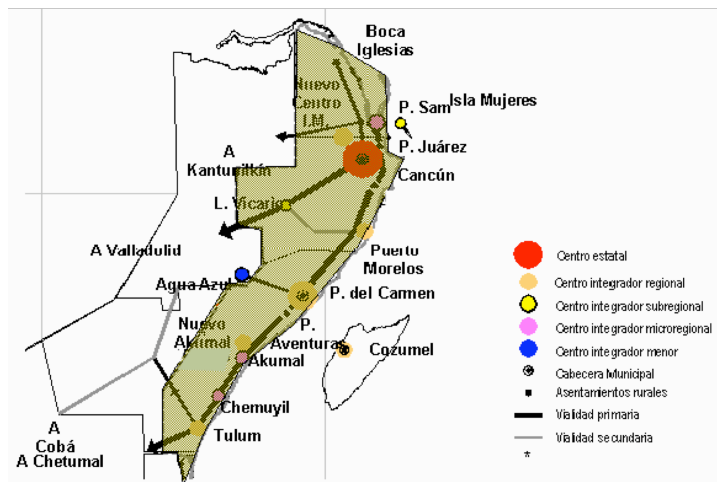 Boca
Iglesias
Nuevo
Centro
I.M.
P. Sam
Isla Mujeres
P. Juárez
A
Kantunilkín
Cancún
L. Vicario
A Valladulid
Puerto
Morelos
Agua Azul
P. del Carmen
Nuevo
Akumal
P.
Aventuras
Akumal
Cozumel
Chemuyil
Tulum
A
Cobá
A Chetumal
Centro estatal
Centro integrador regional
Centro integrador subregional
Centro integrador microregional
Centro integrador menor
Cabecera Municipal
Asentamientos rurales
Vialidad primaria
Vialidad secundaria
*